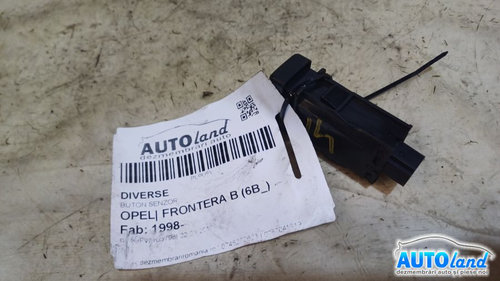 AUTOland
dezmembrari auto
DIVERSE
BUTON SENZOR
OPEL| FRONTERA B (6B_)
Fab: 1998-
AUTOland
dezmembrări auto și piese noi